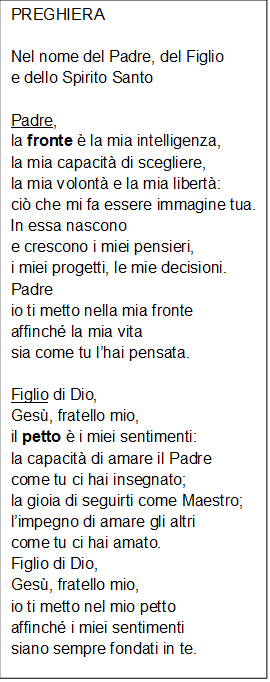 PREGHIERA
Nel nome del Padre, del Figlio
e dello Spirito Santo
Padre,
la fronte è la mia intelligenza,
la mia capacità di scegliere,
la mia volontà e la mia libertà:
ciò che mi fa essere immagine tua.
In essa nascono
e crescono i miei pensieri,
i miei progetti, le mie decisioni.
Padre
io ti metto nella mia fronte
affinché la mia vita
sia come tu l'hai pensata.
Figlio di Dio,
Gesù, fratello mio,
il petto è i miei sentimenti:
la capacità di amare il Padre
come tu ci hai insegnato;
la gioia di seguirti come Maestro;
l'impegno di amare gli altri
come tu ci hai amato.
Figlio di Dio,
Gesù, fratello mio,
io ti metto nel mio petto
affinché i miei sentimenti
siano sempre fondati in te.